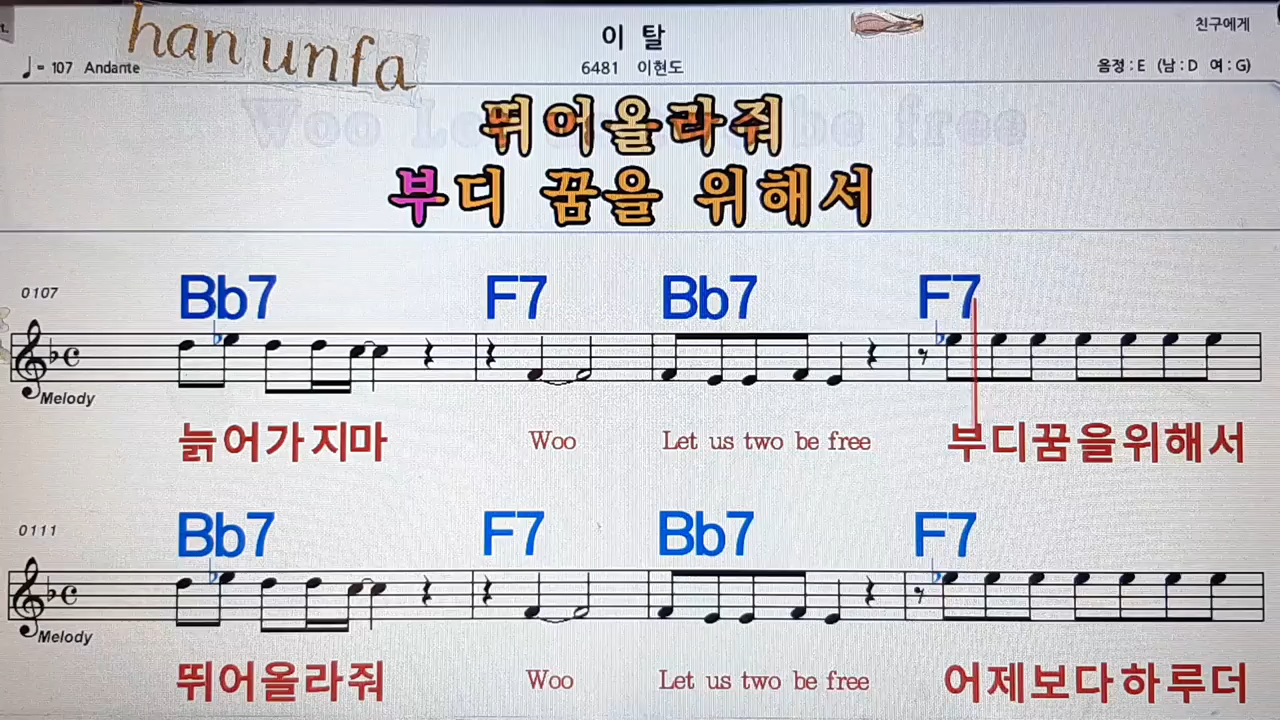 han unfa
이 탈
친구에게
♩= 107 Andante
6481 이현도
음정 : E (남 : D 여 : G)
뛰어올라줘
부디 꿈을 위해서
Bb7 F7 Bb7 F7
0107
Melody
늙어가지마 Woo Let us two be free 부디꿈을위해서
Bb7 F7 Bb7 F7
0111
Melody
뛰어올라줘 Woo Let us two be free 어제보다하루더